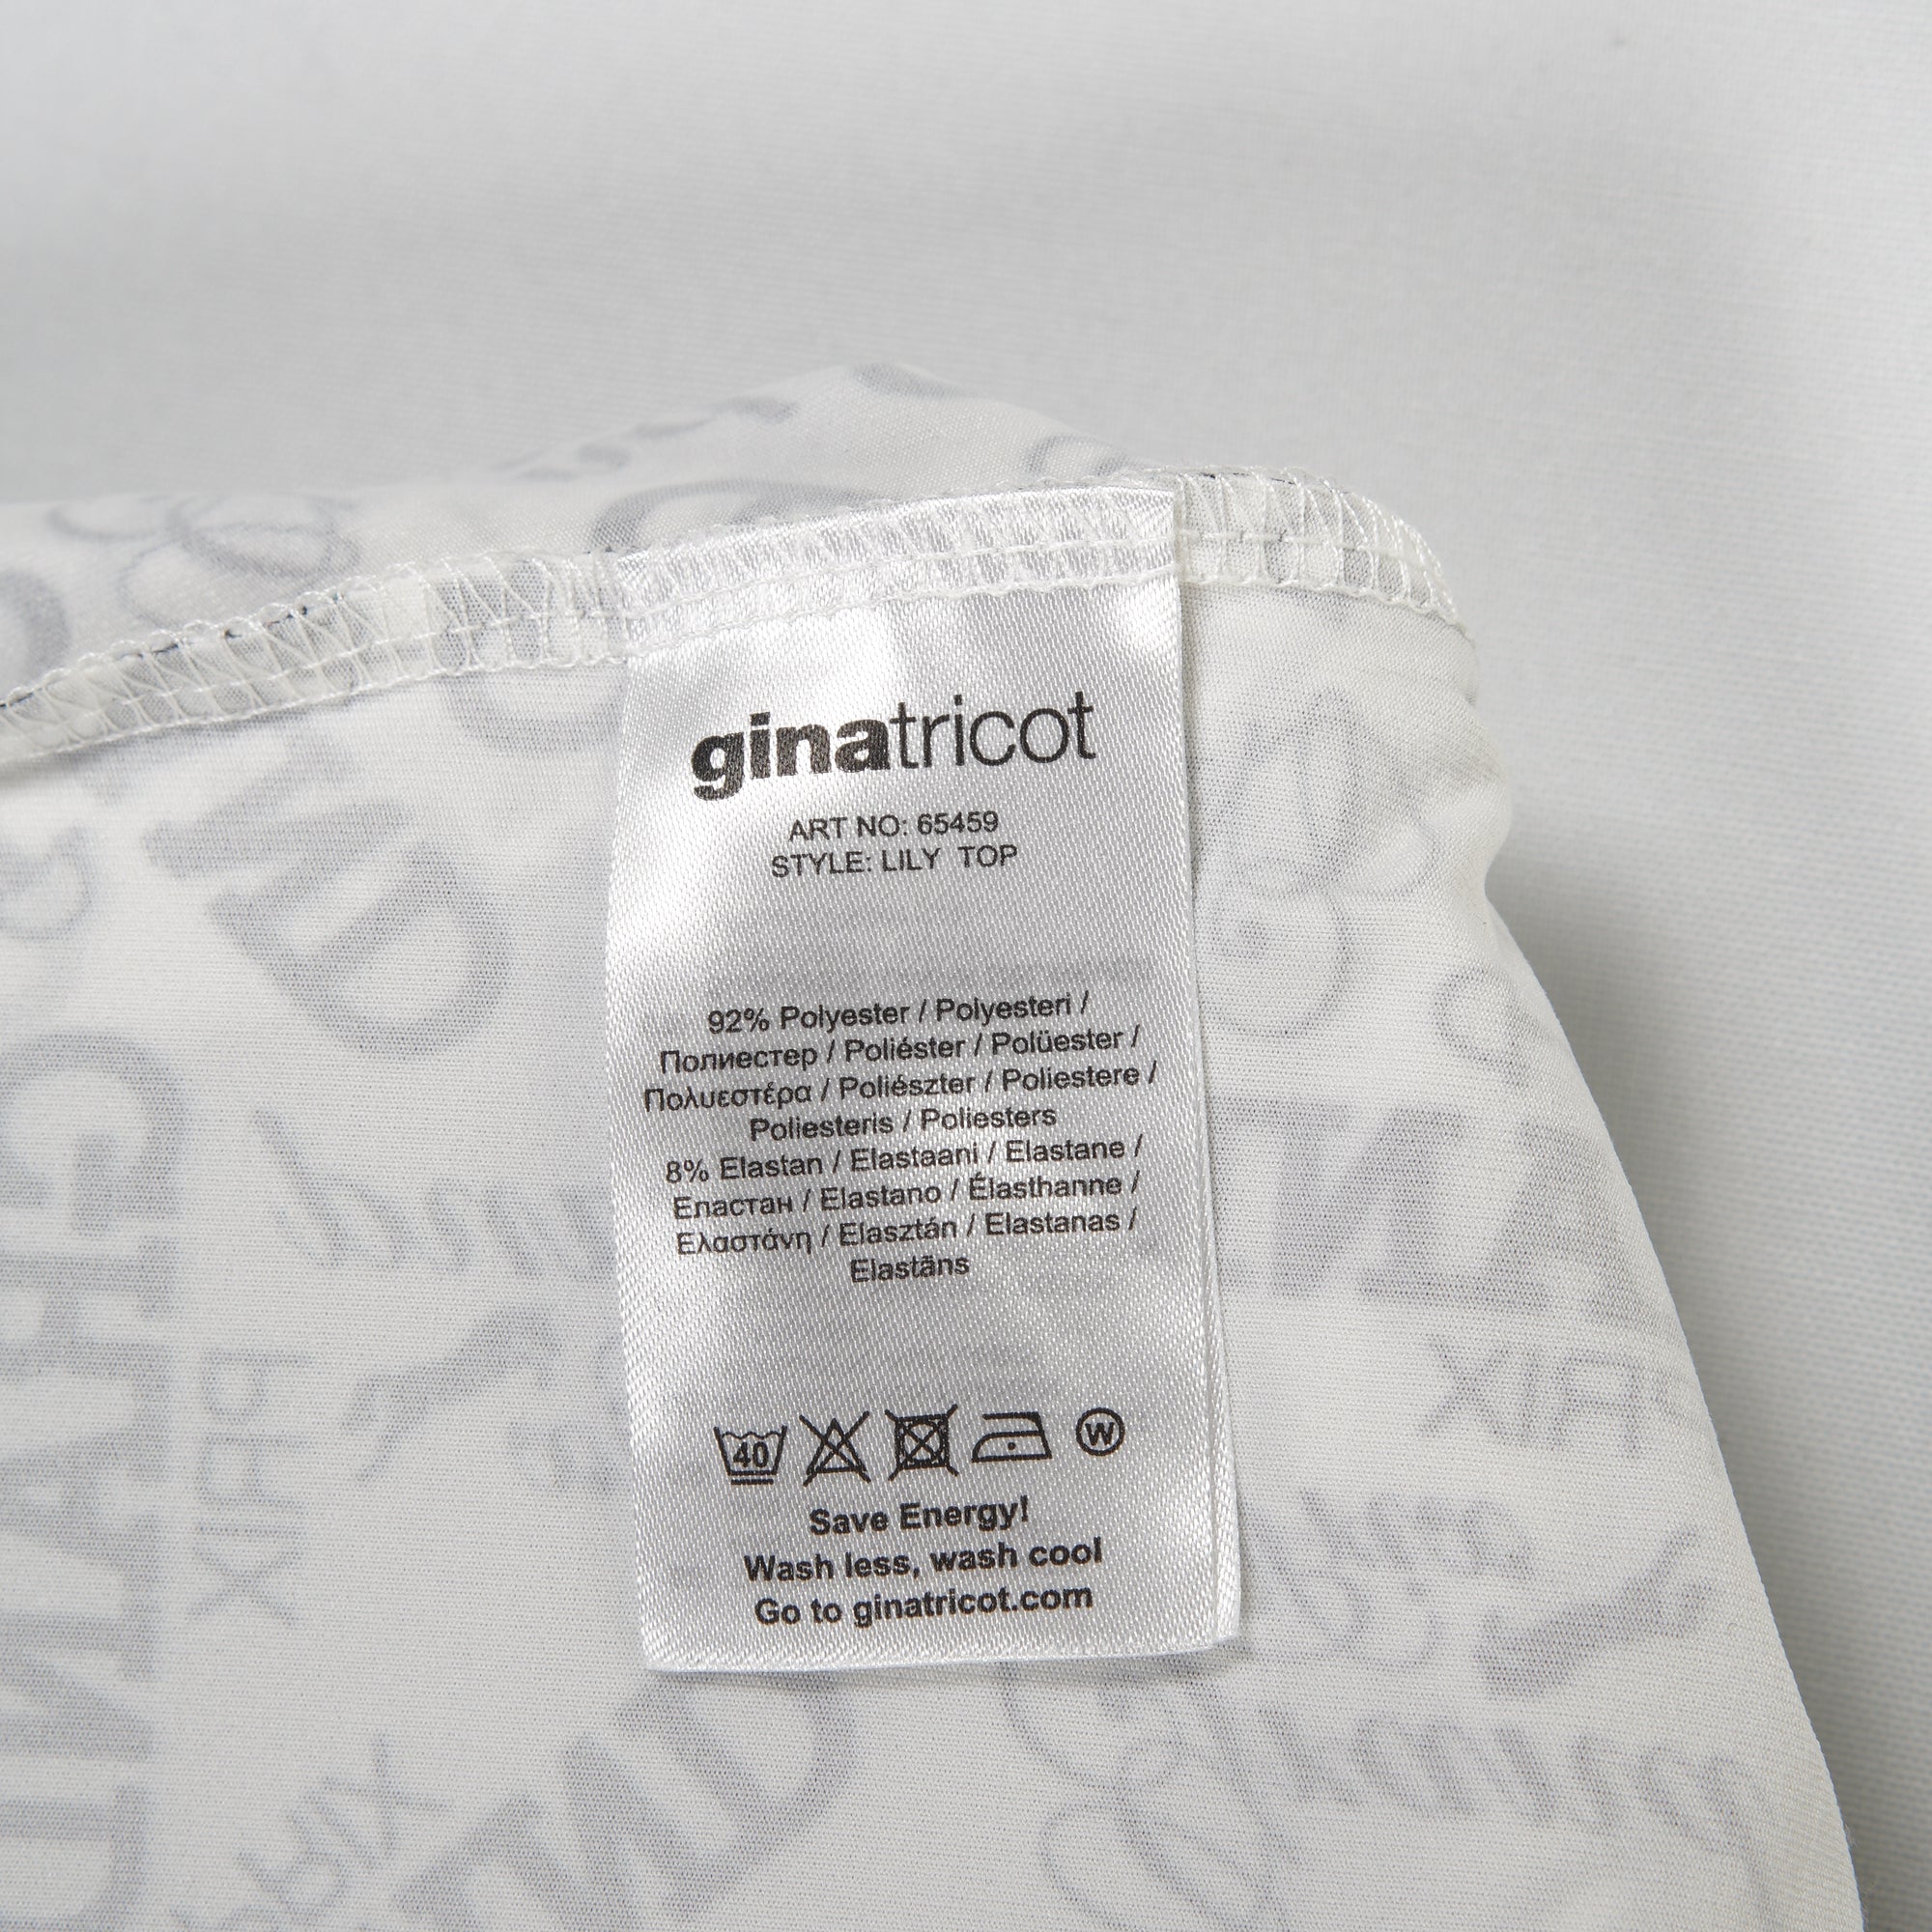 ginatricot
ART NO: 65459
STYLE: LILY TOP
92% Polyester / Polyesteri /
Полиестер / Poliéster / Polüester /
Πολυεστέρα / Poliészter / Poliestere /
Poliesteris / Poliesters
8% Elastan / Elastaani / Elastane /
Еластан / Elastano / Élasthanne /
Ελαστάνη / Elasztán / Elastanas /
Elastāns
40
W
Save Energy!
Wash less, wash cool
Go to ginatricot.com